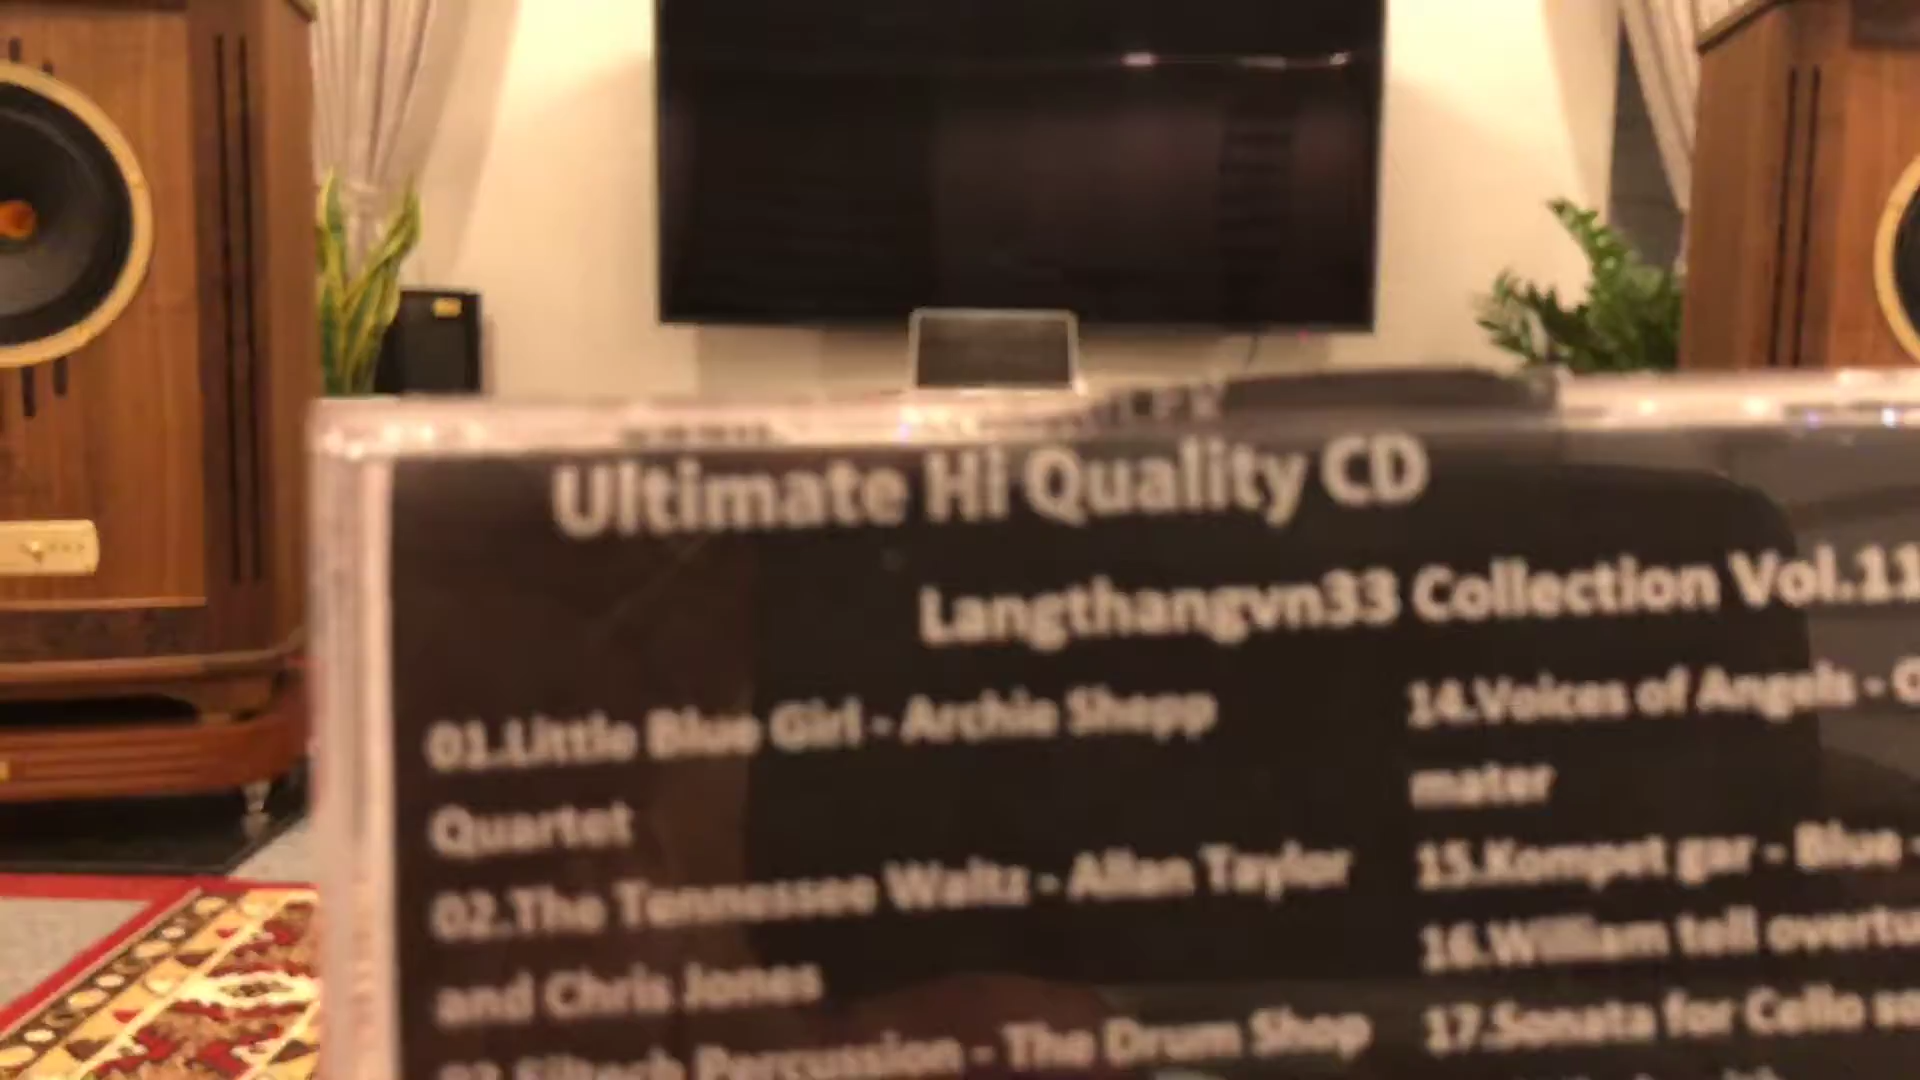 Ultimate Hi Quality CD
Langthangvn33 Collection Vol.11
01.Little Blue Girl - Archie Shepp
Quartet
02.The Tennessee Waltz - Allan Taylor
and Chris Jones
03.Siltech Percussion - The Drum Shop
14.Voices of Angels -
mater
15.Kompet gar - Blue -
16.William tell
17.Sonata for Cello